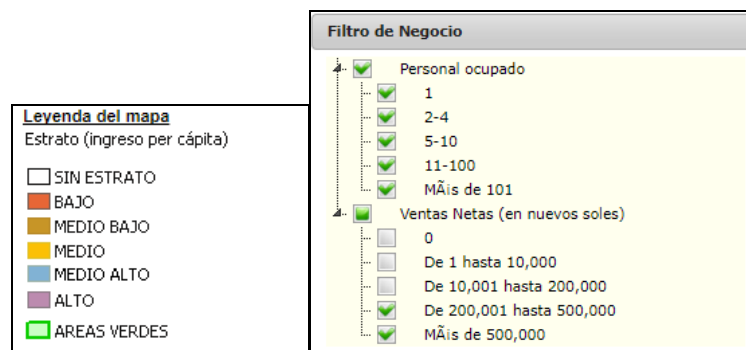 Leyenda del mapa
Estrato (ingreso per cápita)
SIN ESTRATO
BAJO
MEDIO BAJO
MEDIO
MEDIO ALTO
ALTO
AREAS VERDES
Filtro de Negocio
Personal ocupado
1
2-4
5-10
11-100
MÃis de 101
Ventas Netas (en nuevos soles)
0
De 1 hasta 10,000
De 10,001 hasta 200,000
De 200,001 hasta 500,000
MÃis de 500,000